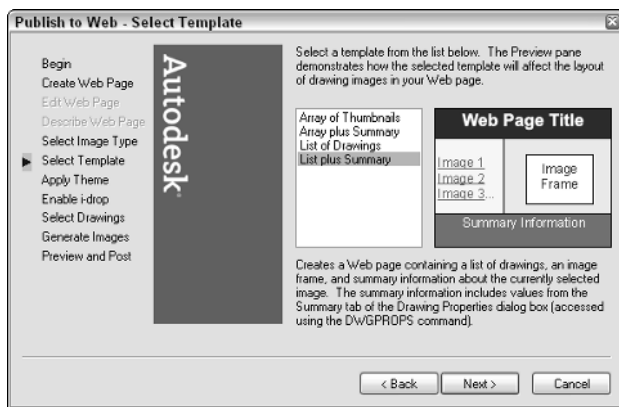 Publish to Web - Select Template
Begin
Create Web Page
Edit Web Page
Describe Web Page
Select Image Type
Select Template
Apply Theme
Enable i-drop
Select Drawings
Generate Images
Preview and Post
Autodesk
Select a template from the list below. The Preview pane
demonstrates how the selected template will affect the layout
of drawing images in your Web page.
Array of Thumbnails
Array plus Summary
List of Drawings
List plus Summary
Web Page Title
Image 1
Image 2
Image 3...
Image
Frame
Summary Information
Creates a Web page containing a list of drawings, an image
frame, and summary information about the currently selected
image. The summary information includes values from the
Summary tab of the Drawing Properties dialog box (accessed
using the DWGPROPS command).
< Back
Next >
Cancel